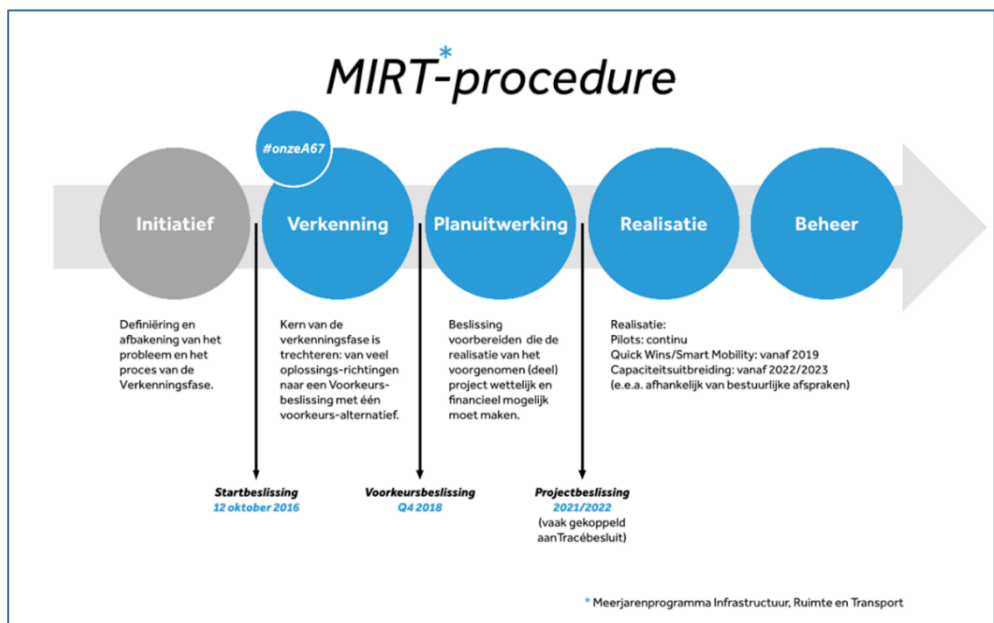 MIRT*-procedure
#onzeA67
Initiatief
Verkenning
Planuitwerking
Realisatie
Beheer
Definiëring en
afbakening van het
probleem en het
proces van de
Verkenningsfase.
Kern van de
verkenningsfase is
trechteren: van veel
oplossings-richtingen
naar een Voorkeurs-
beslissing met één
voorkeurs-alternatief.
Beslissing
voorbereiden die de
realisatie van het
voorgenomen (deel)
project wettelijk en
financieel mogelijk
moet maken.
Realisatie:
Pilots: continu
Quick Wins/Smart Mobility: vanaf 2019
Capaciteitsuitbreiding: vanaf 2022/2023
(e.e.a. afhankelijk van bestuurlijke afspraken)
Startbeslissing
12 oktober 2016
Voorkeursbeslissing
Q4 2018
Projectbeslissing
2021/2022
(vaak gekoppeld
aanTracébesluit)
* Meerjarenprogramma Infrastructuur, Ruimte en Transport